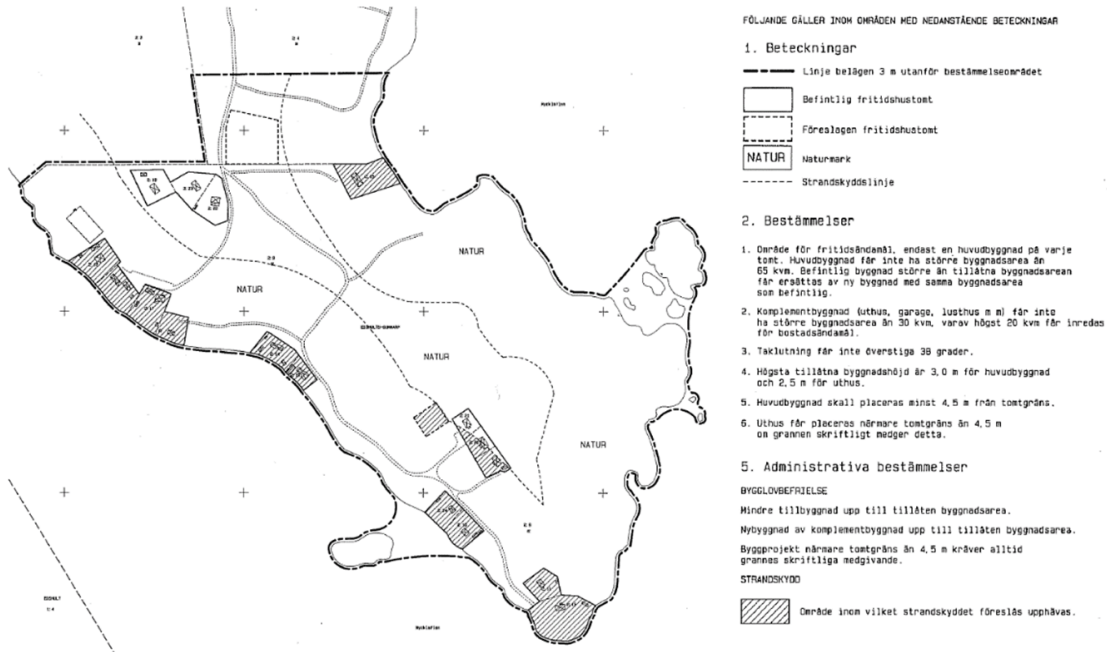 FÖLJANDE GÄLLER INOM OMRÅDEN MED NEDANSTÅENDE BETECKNINGAR
1. Beteckningar
Linje belägen 3 m utanför bestämmelseområdet
Befintlig fritidshustomt
Föreslagen fritidshustomt
NATUR Naturmark
Strandskyddslinje
2. Bestämmelser
1. Område för fritidsändamål, endast en huvudbyggnad på varje
tomt. Huvudbyggnad får inte ha större byggnadsarea än
65 kvm. Befintlig byggnad större än tillåtna byggnadsarean
får ersättas av ny byggnad med samma byggnadsarea
som befintlig.
2. Komplementbyggnad (uthus, garage, lusthus m m) får inte
ha större byggnadsarea än 30 kvm, varav högst 20 kvm får inredas
för bostadsändamål.
3. Taklutning får inte överstiga 38 grader.
4. Högsta tillåtna byggnadshöjd är 3,0 m för huvudbyggnad
och 2,5 m för uthus.
5. Huvudbyggnad skall placeras minst 4,5 m från tomtgräns.
6. Uthus får placeras närmare tomtgräns än 4,5 m
om grannen skriftligt medger detta.
5. Administrativa bestämmelser
BYGGLOVBEFRIELSE
Mindre tillbyggnad upp till tillåten byggnadsarea.
Nybyggnad av komplementbyggnad upp till tillåten byggnadsarea.
Byggprojekt närmare tomtgräns än 4,5 m kräver alltid
grannes skriftliga medgivande.
STRANDSKYDD
Område inom vilket strandskyddet föreslås upphävas.
NATUR
NATUR
NATUR
NATUR